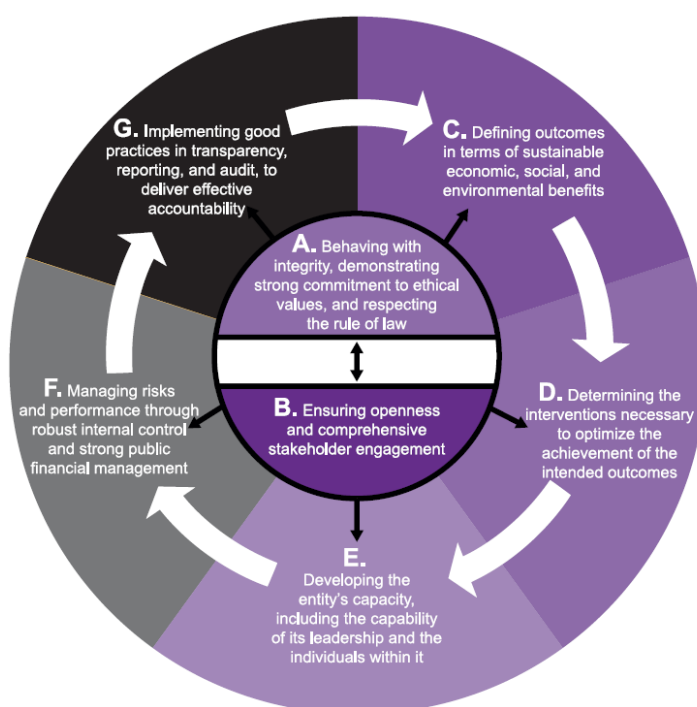 G. Implementing good
practices in transparency,
reporting, and audit, to
deliver effective
accountability
C. Defining outcomes
in terms of sustainable
economic, social, and
environmental benefits
A. Behaving with
integrity, demonstrating
strong commitment to ethical
values, and respecting
the rule of law
B. Ensuring openness
and comprehensive
stakeholder engagement
F. Managing risks
and performance through
robust internal control
and strong public
financial management
D. Determining the
interventions necessary
to optimize the
achievement of the
intended outcomes
E.
Developing the
entity’s capacity,
including the capability
of its leadership and the
individuals within it